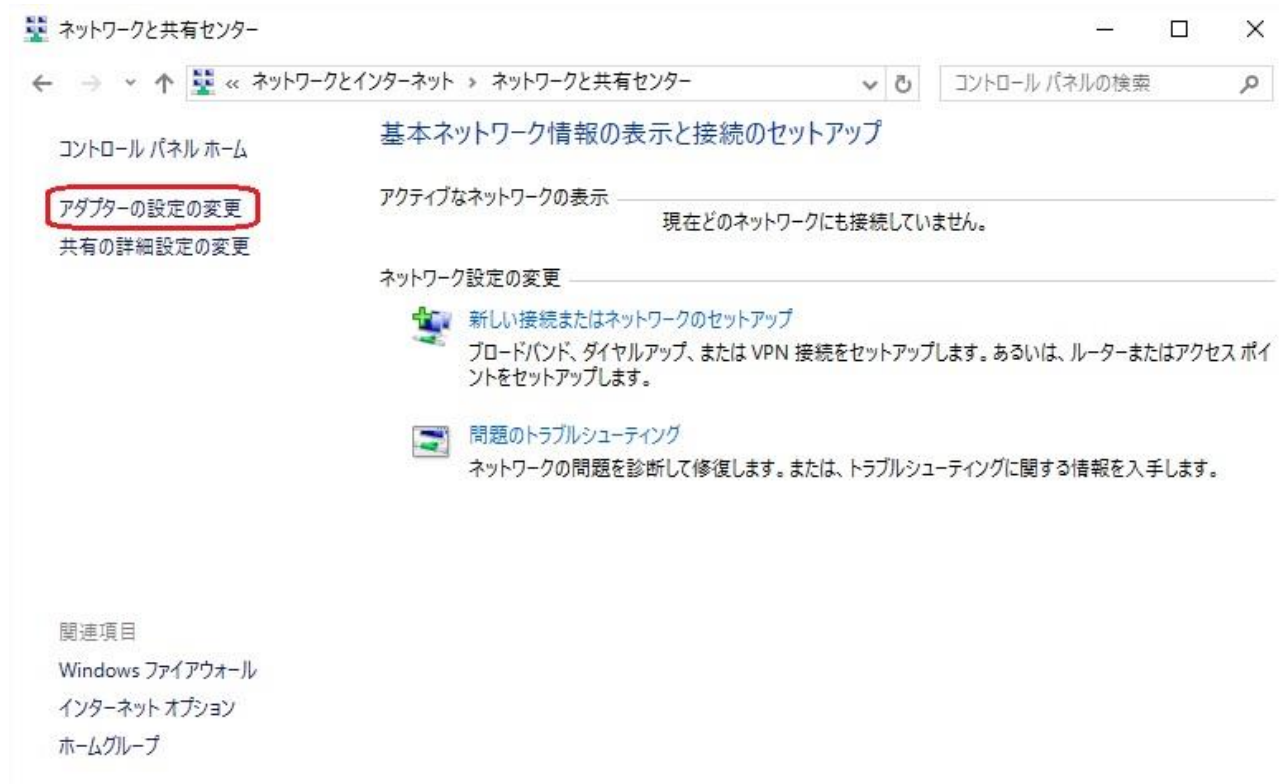 ネットワークと共有センター
« ネットワークとインターネット › ネットワークと共有センター
コントロール パネルの検索
コントロール パネル ホーム
アダプターの設定の変更
共有の詳細設定の変更
基本ネットワーク情報の表示と接続のセットアップ
アクティブなネットワークの表示
現在どのネットワークにも接続していません。
ネットワーク設定の変更
新しい接続またはネットワークのセットアップ
ブロードバンド、ダイヤルアップ、または VPN 接続をセットアップします。あるいは、ルーターまたはアクセス ポイ
ントをセットアップします。
問題のトラブルシューティング
ネットワークの問題を診断して修復します。または、トラブルシューティングに関する情報を入手します。
関連項目
Windows ファイアウォール
インターネット オプション
ホームグループ